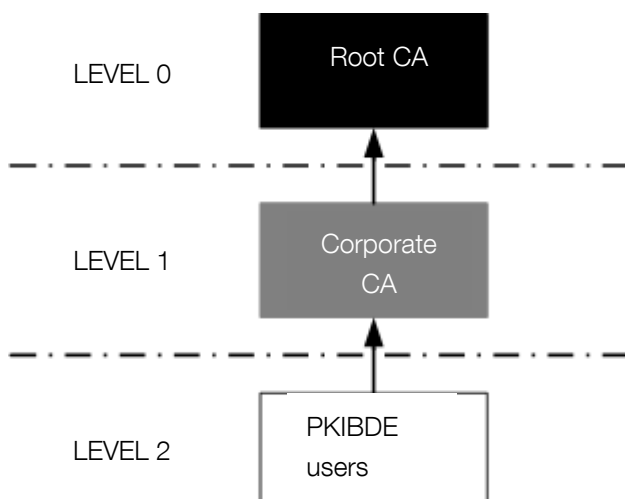 LEVEL 0
Root CA
LEVEL 1
Corporate
CA
LEVEL 2
PKIBDE
users